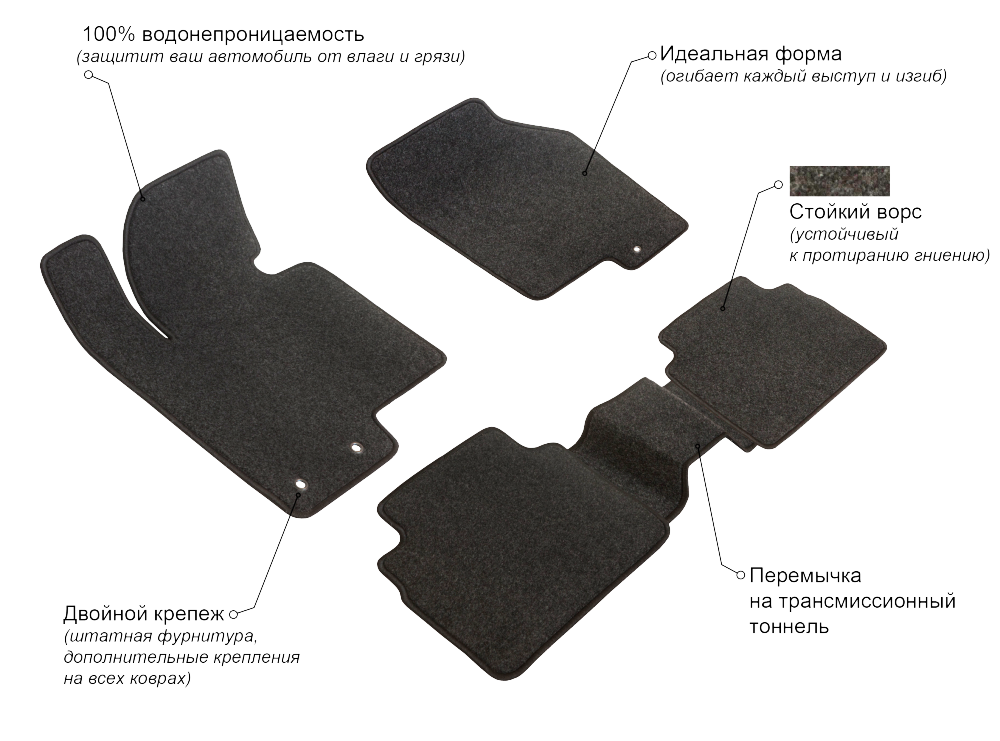 100% водонепроницаемость
(защитит ваш автомобиль от влаги и грязи)
Идеальная форма
(огибает каждый выступ и изгиб)
Стойкий ворс
(устойчивый
к протиранию гниению)
Перемычка
на трансмиссионный
тоннель
Двойной крепеж
(штатная фурнитура,
дополнительные крепления
на всех коврах)